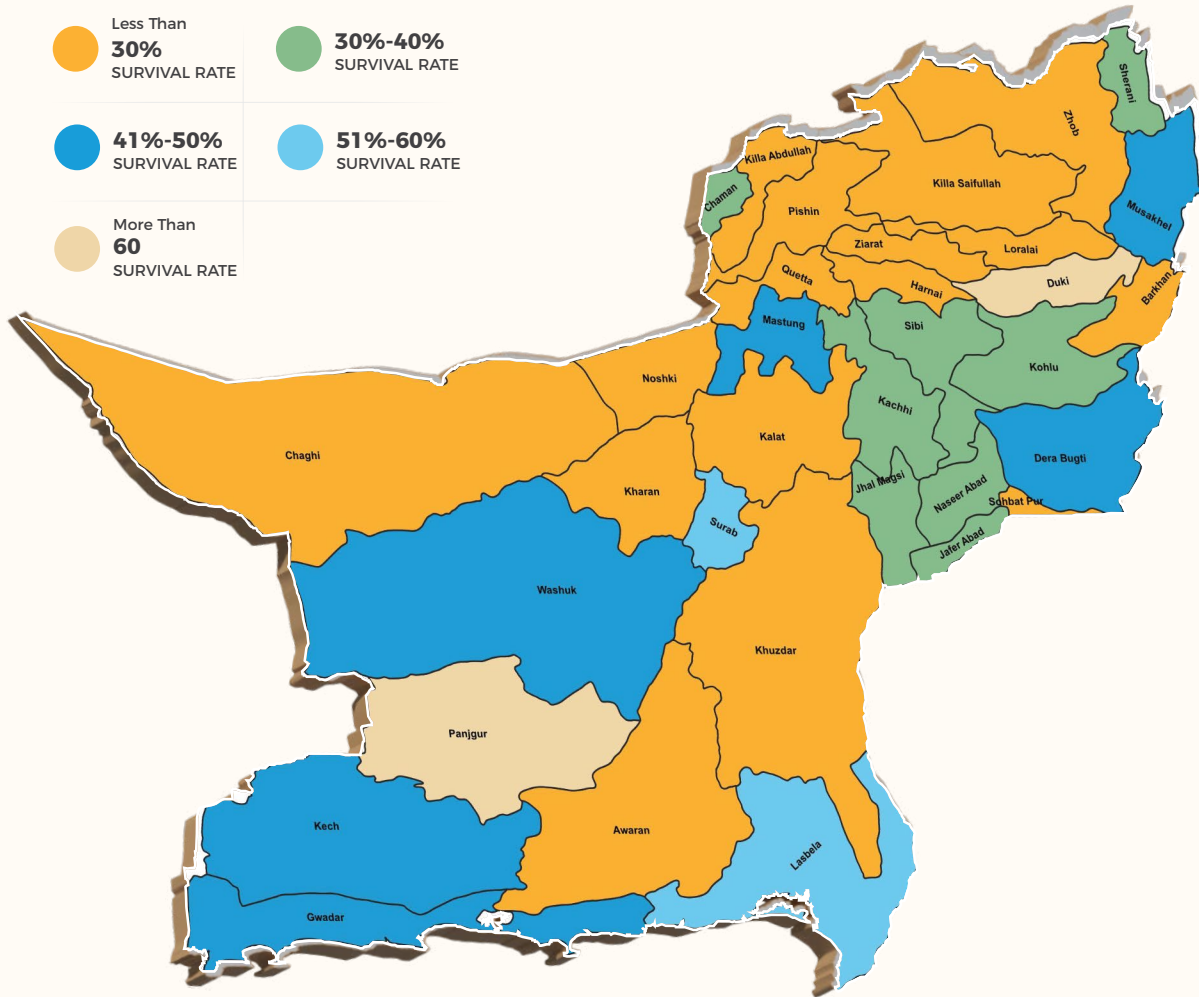 Less Than
30%
SURVIVAL RATE
30%-40%
SURVIVAL RATE
41%-50%
SURVIVAL RATE
51%-60%
SURVIVAL RATE
More Than
60
SURVIVAL RATE
Sherani
Zhob
Killa Abdullah
Killa Saifullah
Chaman
Pishin
Musakhel
Ziarat
Loralai
Quetta
Harnai
Duki
Barkhan
Mastung
Sibi
Noshki
Kohlu
Kachhi
Kalat
Chaghi
Dera Bugti
Kharan
Jhal Magsi
Naseer Abad
Sohbat Pur
Surab
Jafer Abad
Washuk
Khuzdar
Panjgur
Kech
Awaran
Lasbela
Gwadar